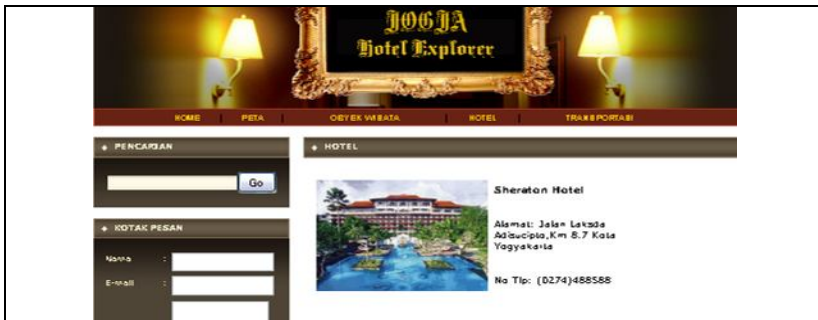 JOGJA
Hotel Explorer
HOME | PETA | OBYEK WISATA | HOTEL | TRANSPORTASI
PENCARIAN
Go
KOTAK PESAN
Nama :
E-mail :
HOTEL
Sheraton Hotel
Alamat: Jalan Laksda
Adisucipto,Km 8.7 Kota
Yogyakarta
No Tlp: (0274)488588